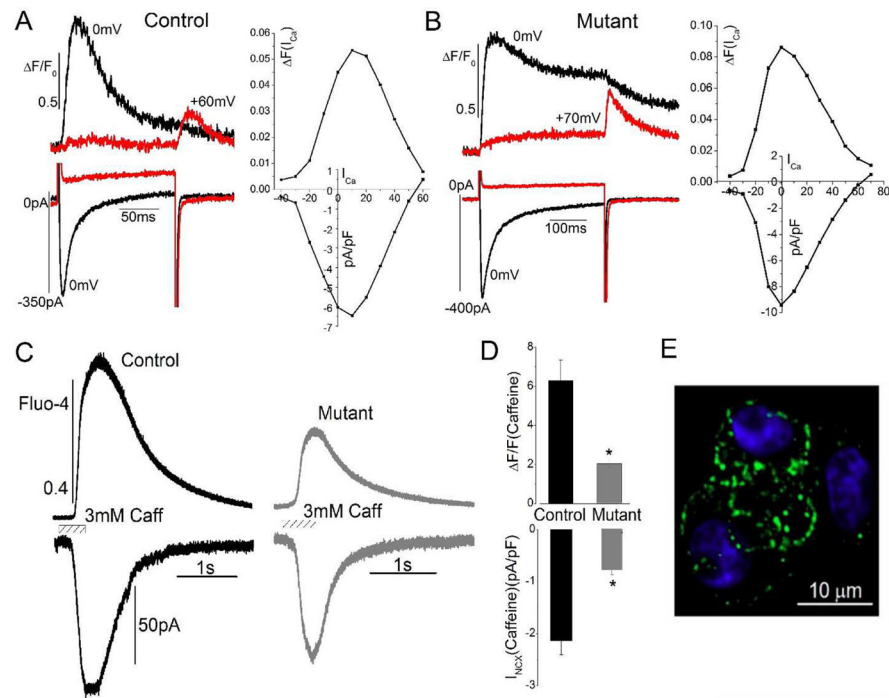 A
Control
0mV
ΔF/F0
0.5
+60mV
0pA
50ms
0mV
-350pA
ΔF(ICa)
0.06
0.05
0.04
0.03
0.02
0.01
0.00
-40 -20 0 20 40 60
ICa
1
0
-1
-2
-3
-4
-5
-6
-7
pA/pF
B
Mutant
0mV
ΔF/F0
0.5
+70mV
0pA
100ms
0mV
-400pA
ΔF(ICa)
0.10
0.08
0.06
0.04
0.02
0.00
-40 -20 0 20 40 60 80
ICa
2
0
-2
-4
-6
-8
-10
pA/pF
C
Control
Fluo-4
0.4
3mM Caff
1s
50pA
Mutant
3mM Caff
1s
D
ΔF/F(Caffeine)
8
6
4
2
0
*
Control Mutant
INCX(Caffeine)(pA/pF)
0
-1
-2
-3
*
E
10 µm